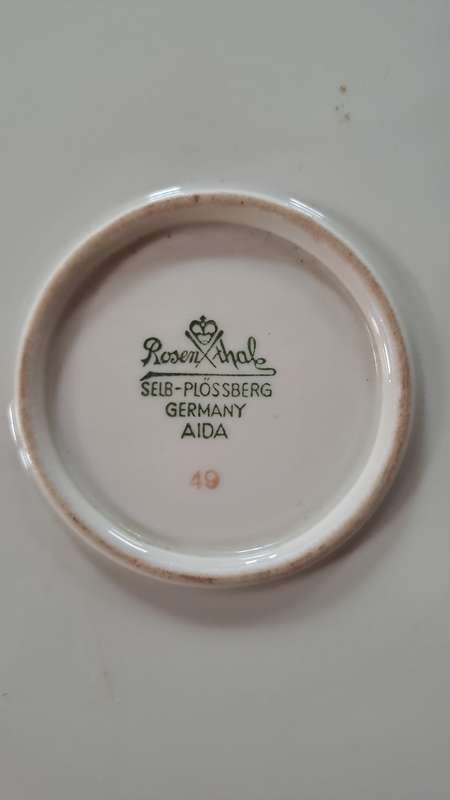 Rosenthal
SELB-PLÖSSBERG
GERMANY
AIDA
49